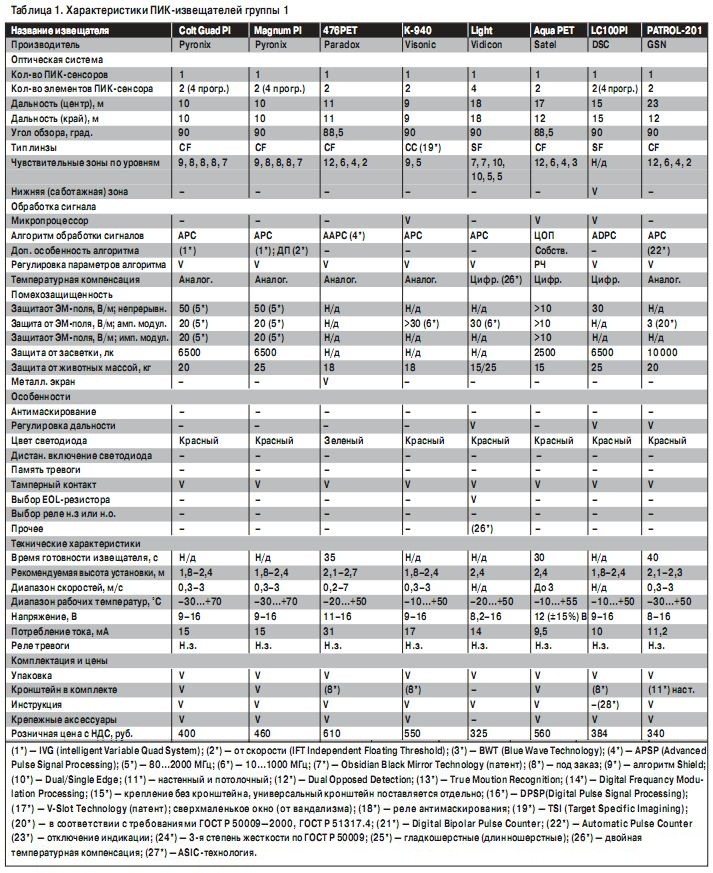 Таблица 1. Характеристики ПИК-извещателей группы 1
Название извещателя Colt Guad PI Magnum PI 476PET K-940 Light Aqua PET LC100PI PATROL-201
Производитель Pyronix Pyronix Paradox Visonic Vidicon Satel DSC GSN
Оптическая система
Кол-во ПИК-сенсоров 1 1 1 1 1 1 1 1
Кол-во элементов ПИК-сенсора 2 (4 прогр.) 2 (4 прогр.) 2 2 4 2 2(4 прогр.) 2
Дальность (центр), м 10 10 11 9 18 17 15 23
Дальность (край), м 10 10 11 9 18 12 15 12
Угол обзора, град. 90 90 88,5 90 90 88,5 90 90
Тип линзы CF CF CF CC (19*) SF CF SF CF
Чувствительные зоны по уровням 9, 8, 8, 8, 7 9, 8, 8, 8, 7 12, 6, 4, 2 9, 5 7, 7, 10, 12, 6, 4, 3 Н/д 12, 6, 4, 2
10, 5, 5
Нижняя (саботажная) зона – – – – – – V –
Обработка сигнала
Микропроцессор – – – V – V V –
Алгоритм обработки сигналов АРС АРС ААРС (4*) АРС АРС ЦОП ADPC АРС
Доп. особенность алгоритма (1*) (1*); ДП (2*) – – – Собств. – (22*)
Регулировка параметров алгоритма V V V V V РЧ V V
Температурная компенсация Аналог. Аналог. Аналог. Аналог. Цифр. (26*) Цифр. Цифр. Аналог.
Помехозащищенность
Защита от ЭМ-поля, В/м; непрерывн. 50 (5*) 50 (5*) Н/д Н/д Н/д >10 30 Н/д
Защита от ЭМ-поля, В/м; амп. модул. 20 (5*) 20 (5*) Н/д >30 (6*) 30 (6*) >10 Н/д 3 (20*)
Защита от ЭМ-поля, В/м; имп. модул. 20 (5*) 20 (5*) Н/д Н/д Н/д >10 Н/д Н/д
Защита от засветки, лк 6500 6500 Н/д Н/д Н/д 2500 6500 10000
Защита от животных массой, кг 20 25 18 18 15/25 15 25 20
Металл. экран – – V – – – – –
Особенности
Антимаскирование – – – – – – – –
Регулировка дальности – – – – V – V V
Цвет светодиода Красный Красный Зеленый Красный Красный Красный Красный Красный
Дистан. включение светодиода – – – – – – – –
Память тревоги – – – – – – – –
Тамперный контакт V V V V V V V V
Выбор EOL-резистора – – – – V – – –
Выбор реле н.з или н.о. – – – – – – – –
Прочее – – – – (26*) – – –
Технические характеристики
Время готовности извещателя, с Н/д Н/д 35 Н/д Н/д 30 Н/д 40
Рекомендуемая высота установки, м 1,8–2,4 1,8–2,4 2,1–2,7 1,8–2,4 2,4 2,4 1,8–2,4 2,1–2,3
Диапазон скоростей, м/с 0,3–3 0,3–3 0,2–7 0,3–3 Н/д До 3 Н/д 0,3–3
Диапазон рабочих температур, °С –30…+70 –30…+70 –20…+50 –10…+50 –20…+50 –10…+55 –10…+50 –30…+50
Напряжение, В 9–16 9–16 11–16 9–16 8,2–16 12 (±15%) В 9–16 8–16
Потребление тока, мА 15 15 31 17 14 9,5 10 11,2
Реле тревоги Н.з. Н.з. Н.з. Н.з. Н.з. Н.з. Н.з. Н.з.
Комплектация и цены
Упаковка V V V V V V V V
Кронштейн в комплекте V V (8*) (8*) – V (8*) (11*) наст.
Инструкция V V V V V V –(28*) V
Крепежные аксессуары V V V V – V V V
Розничная цена с НДС, руб. 400 460 610 550 325 560 384 340
(1*) — IVG (intelligent Variable Quad System); (2*) — от скорости (IFT Independent Floating Threshold); (3*) — BWT (Blue Wave Technology); (4*) — APSP (Advanced
Pulse Signal Processing); (5*) — 80…2000 МГц; (6*) — 10…1000 МГц; (7*) — Obsidian Black Mirror Technology (patent); (8*) — под заказ; (9*) — алгоритм Shield;
(10*) — Dual/Single Edge; (11*) — настенный и потолочный; (12*) — Dual Opposed Detection; (13*) — True Moution Recognition; (14*) — Digital Frequancy Modu-
lation Processing; (15*) — крепление без кронштейна, универсальный кронштейн поставляется отдельно; (16*) — DPSP(Digital Pulse Signal Processing);
(17*) — V-Slot Technology (патент); сверхмаленькое окно (от вандализма); (18*) — реле антимаскирования; (19*) — TSI (Target Specific Imagining);
(20*) — в соответствии с требованиями ГОСТ Р 50009—2000, ГОСТ Р 51317.4; (21*) — Digital Bipolar Pulse Counter; (22*) — Automatic Pulse Counter
(23*) — отключение индикации; (24*) — 3-я степень жесткости по ГОСТ Р 50009; (25*) — гладкошерстные (длинношерстные); (26*) — двойная
температурная компенсация; (27*) — ASIC-технология.